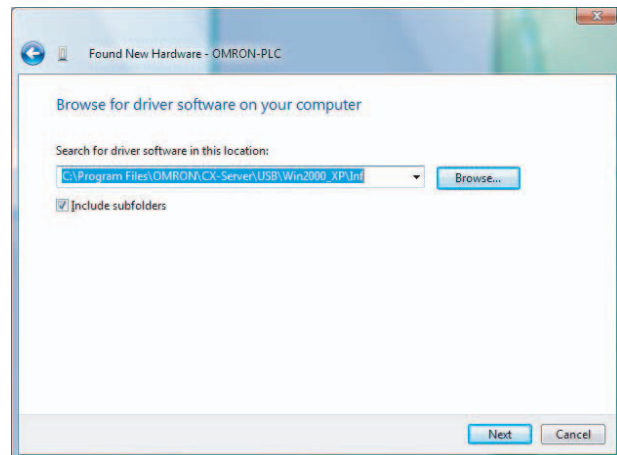 Found New Hardware - OMRON-PLC
Browse for driver software on your computer
Search for driver software in this location:
C:\Program Files\OMRON\CX-Server\USB\Win2000_XP\Inf
Browse...
Include subfolders
Next
Cancel